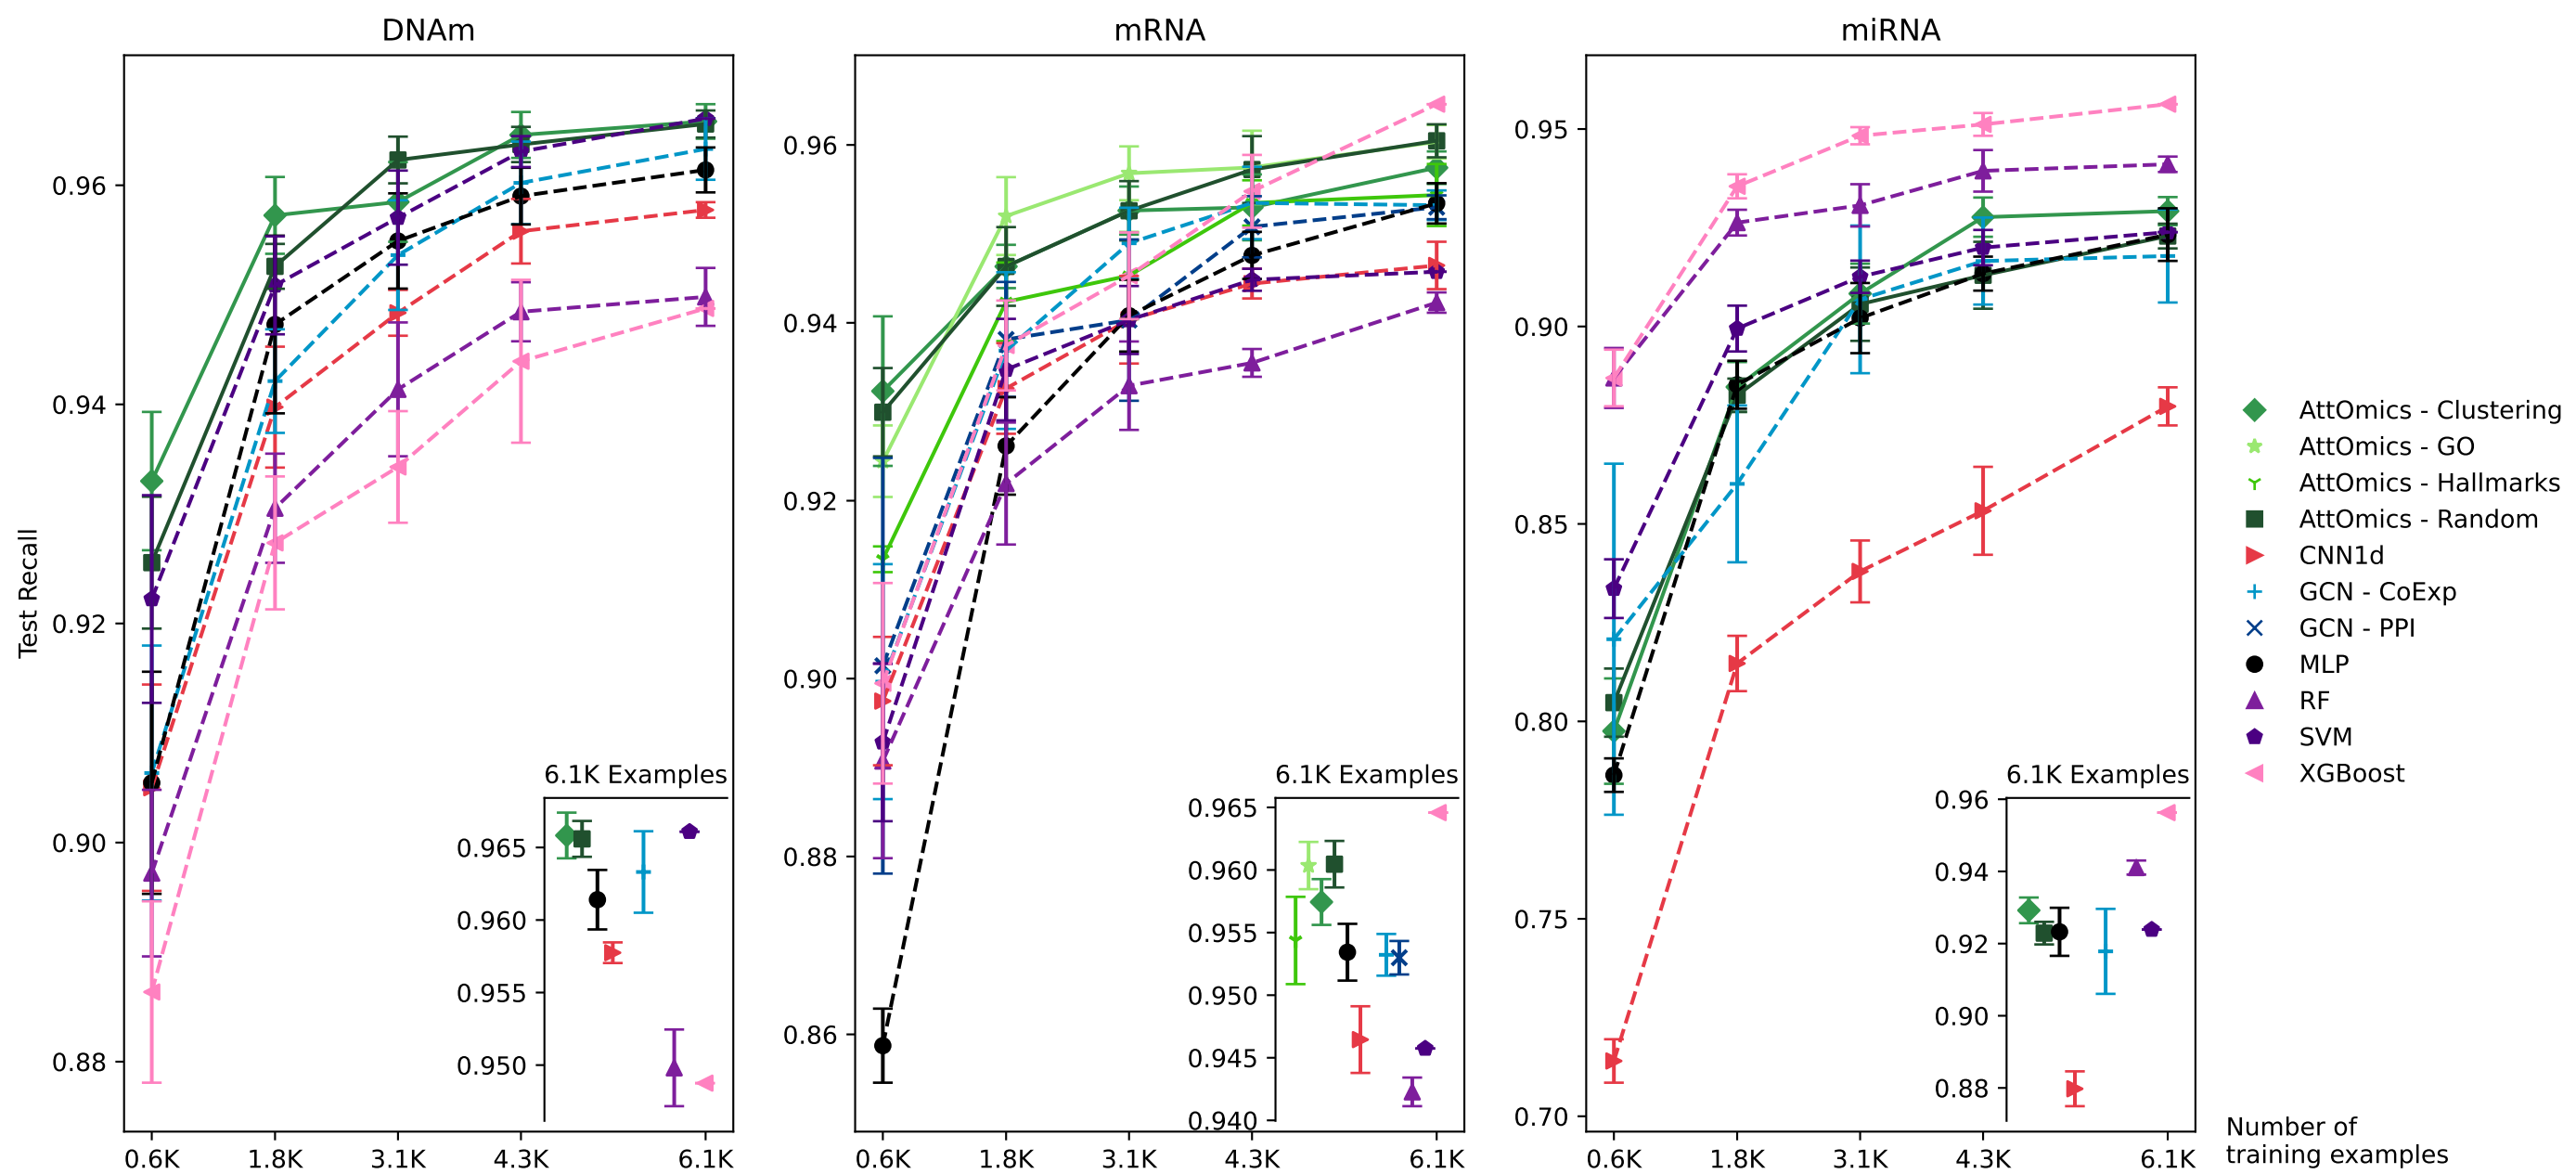 DNAm
mRNA
miRNA
Test Recall
0.96
0.94
0.92
0.90
0.88
0.6K
1.8K
3.1K
4.3K
6.1K
6.1K Examples
0.965
0.960
0.955
0.950
0.96
0.94
0.92
0.90
0.88
0.86
0.6K
1.8K
3.1K
4.3K
6.1K
6.1K Examples
0.965
0.960
0.955
0.950
0.945
0.940
0.95
0.90
0.85
0.80
0.75
0.70
0.6K
1.8K
3.1K
4.3K
6.1K
6.1K Examples
0.96
0.94
0.92
0.90
0.88
AttOmics - Clustering
AttOmics - GO
AttOmics - Hallmarks
AttOmics - Random
CNN1d
GCN - CoExp
GCN - PPI
MLP
RF
SVM
XGBoost
Number of
training examples